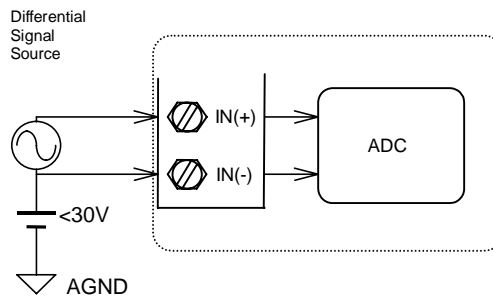 Differential
Signal
Source
IN(+)
ADC
IN(-)
<30V
AGND